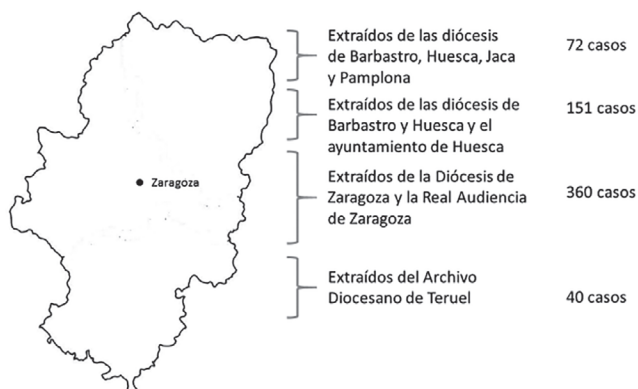 Extraídos de las diócesis
de Barbastro, Huesca, Jaca
y Pamplona
72 casos
Extraídos de las diócesis de
Barbastro y Huesca y el
ayuntamiento de Huesca
151 casos
Zaragoza
Extraídos de la Diócesis de
Zaragoza y la Real Audiencia
de Zaragoza
360 casos
Extraídos del Archivo
Diocesano de Teruel
40 casos